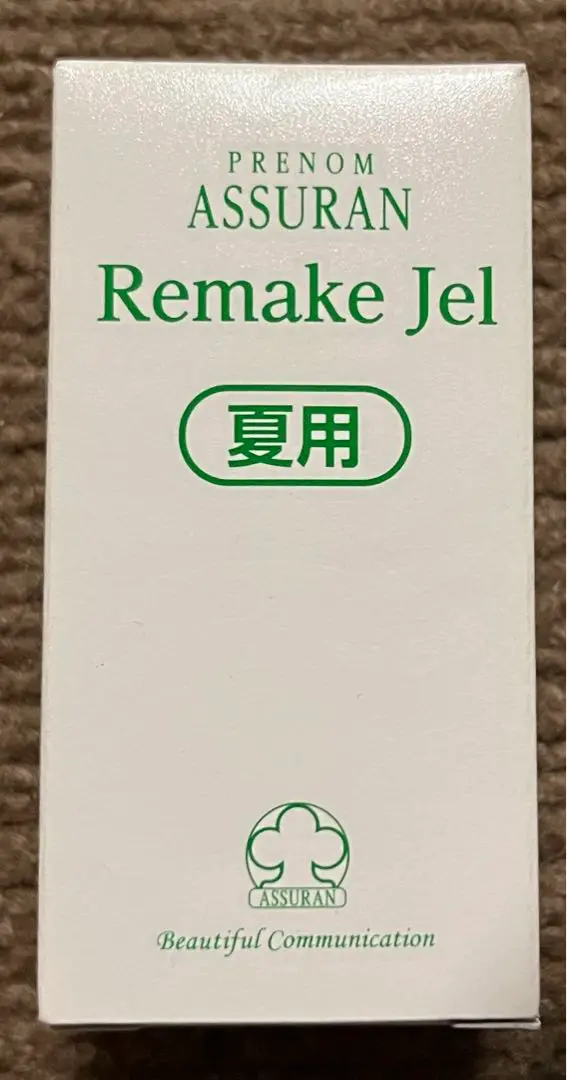 PRENOM
ASSURAN
Remake Jel
夏用
ASSURAN
Beautiful Communication